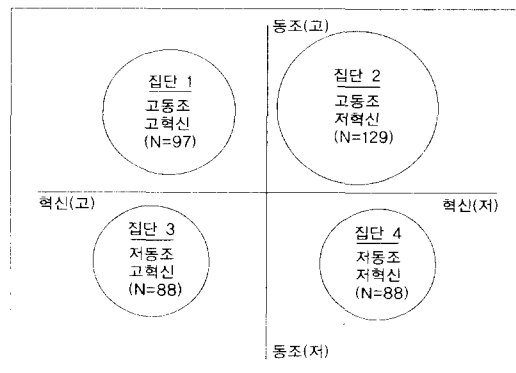 동조(고)
집단 1
고동조
고혁신
(N=97)
집단 2
고동조
저혁신
(N=129)
혁신(고)
혁신(저)
집단 3
저동조
고혁신
(N=88)
집단 4
저동조
저혁신
(N=88)
동조(저)